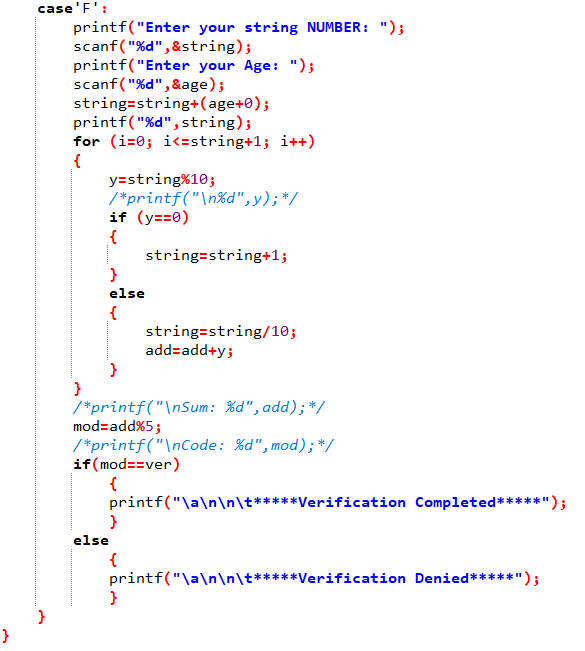 case'F':
printf("Enter your string NUMBER: ");
scanf("%d",&string);
printf("Enter your Age: ");
scanf("%d",&age);
string=string+(age+0);
printf("%d",string);
for (i=0; i<=string+1; i++)
{
y=string%10;
/*printf("\n%d",y);*/
if (y==0)
{
string=string+1;
}
else
{
string=string/10;
add=add+y;
}
}
/*printf("\nSum: %d",add);*/
mod=add%5;
/*printf("\nCode: %d",mod);*/
if(mod==ver)
{
printf("\a\n\n\t*****Verification Completed*****");
}
else
{
printf("\a\n\n\t*****Verification Denied*****");
}
}
}